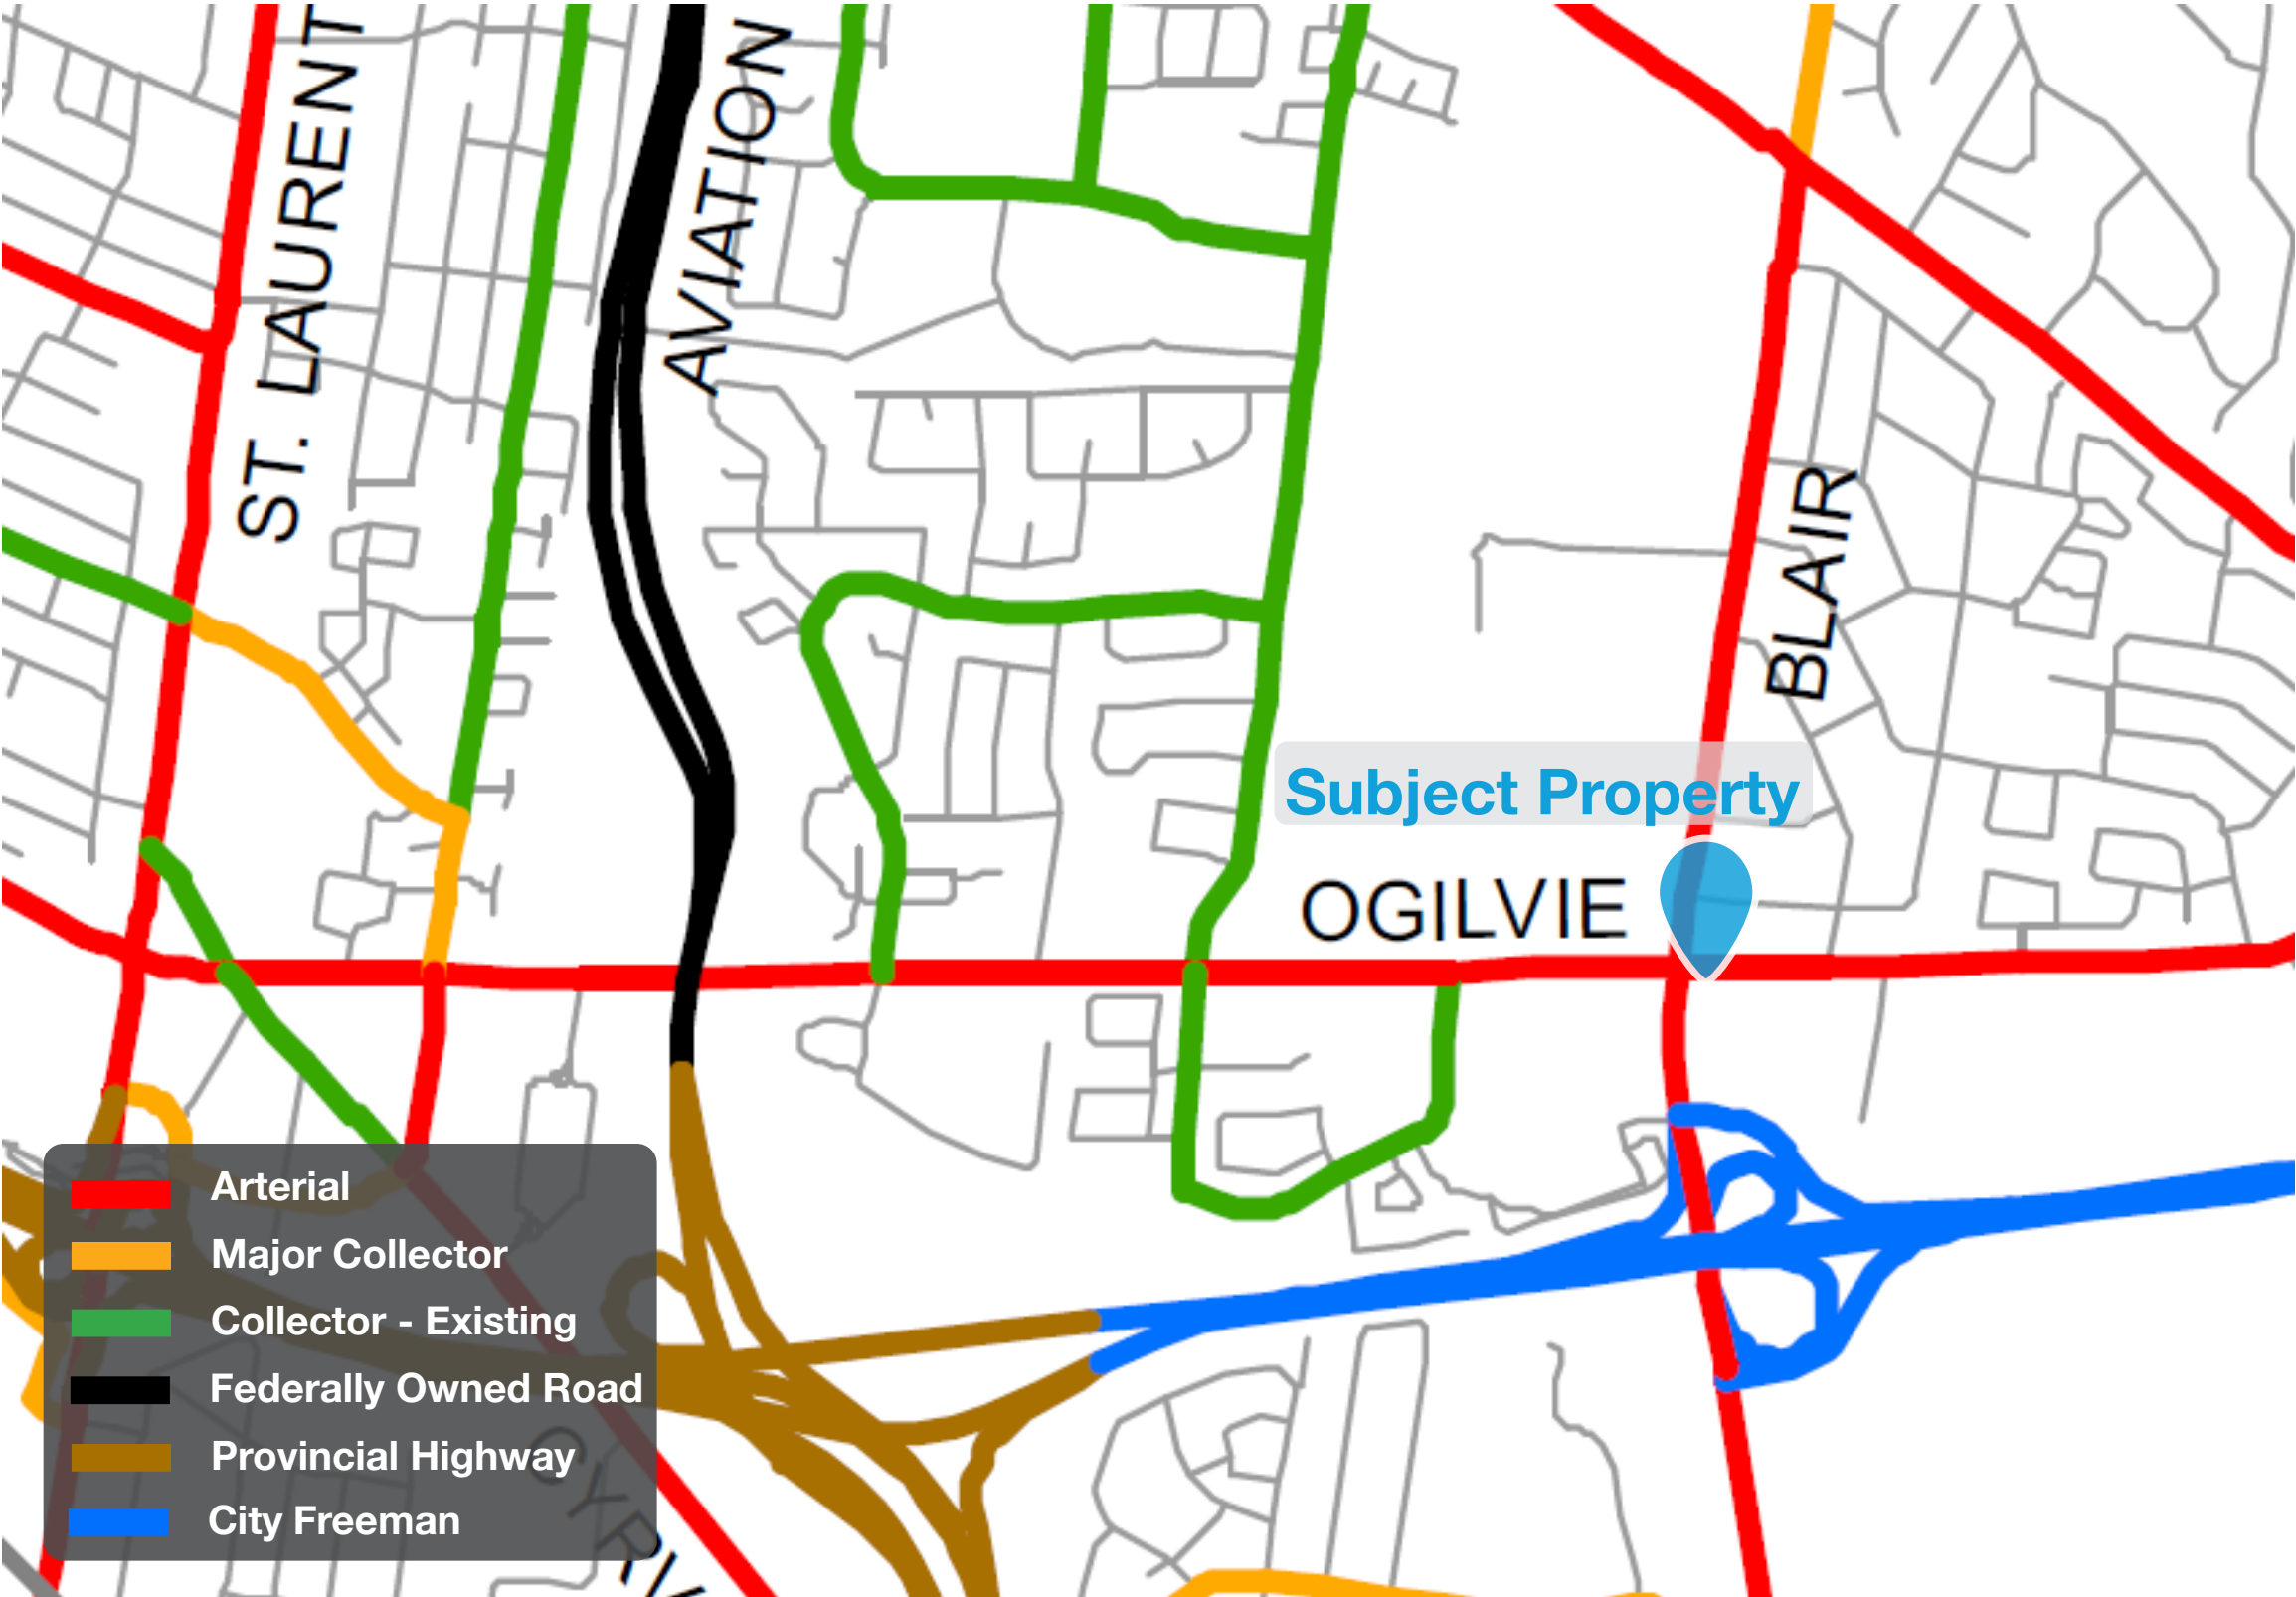 ST. LAURENT
AVIATION
BLAIR
Subject Property
OGILVIE
Arterial
Major Collector
Collector - Existing
Federally Owned Road
Provincial Highway
City Freeman